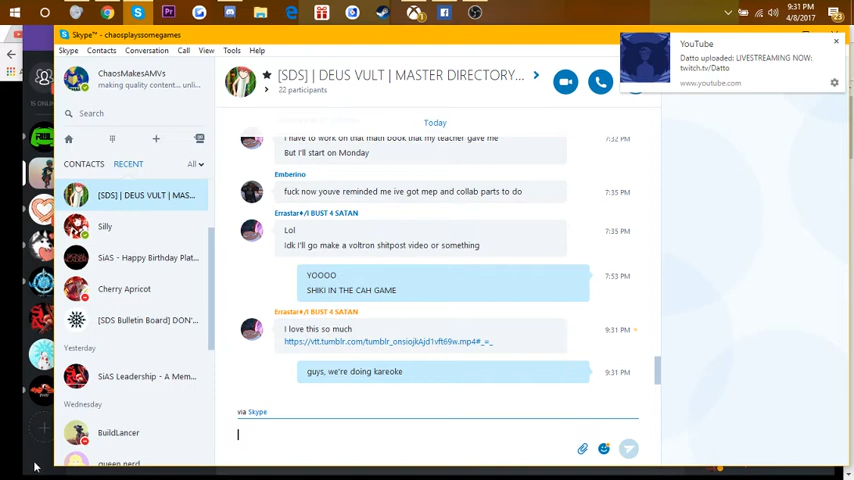 9:31 PM
4/8/2017
Skype™ - chaosplayssomegames
Skype Contacts Conversation Call View Tools Help
YouTube
Datto uploaded: LIVESTREAMING NOW:
twitch.tv/Datto
www.youtube.com
ChaosMakesAMVs
making quality content... unli...
Search
CONTACTS RECENT All
[SDS] | DEUS VULT | MAS...
Silly
SiAS - Happy Birthday Plat...
Cherry Apricot
[SDS Bulletin Board] DON'...
Yesterday
SiAS Leadership - A Mem...
Wednesday
BuildLancer
queen nerd
[SDS] | DEUS VULT | MASTER DIRECTORY...
22 participants
Today
I have to work on that math book that my teacher gave me
7:32 PM
But I'll start on Monday
Emberino
fuck now youve reminded me ive got mep and collab parts to do
7:35 PM
Errastar♦/I BUST 4 SATAN
Lol
7:35 PM
Idk I'll go make a voltron shitpost video or something
YOOOO
7:53 PM
SHIKI IN THE CAH GAME
Errastar♦/I BUST 4 SATAN
I love this so much
9:31 PM
https://vtt.tumblr.com/tumblr_onsiojkAjd1vft69w.mp4#_=_
guys, we're doing kareoke
9:31 PM
via Skype